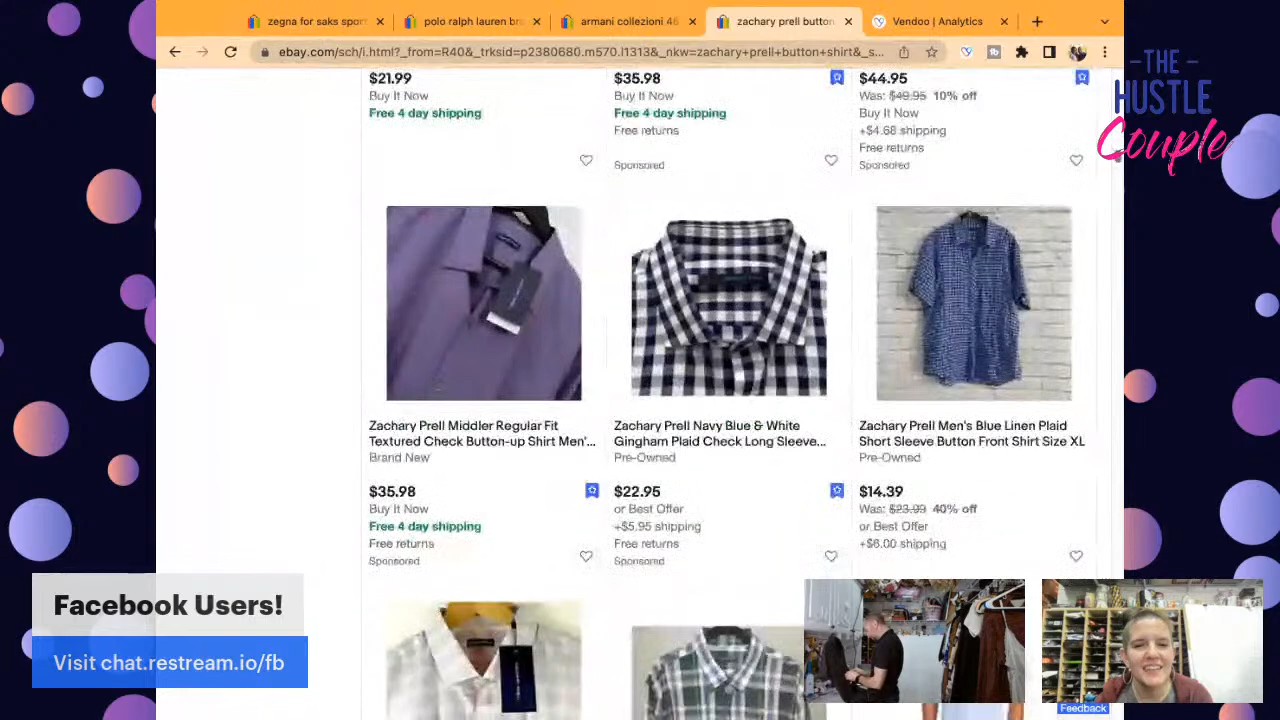 zegna for saks spor
polo ralph lauren bra
armani collezioni 46
zachary prell button
Vendoo | Analytics
ebay.com/sch/i.html?_from=R40&_trksid=p2380680.m570.l1313&_nkw=zachary+prell+button+shirt&_s...
-THE-
HUSTLE
Couple
$21.99
Buy It Now
Free 4 day shipping
$35.98
Buy It Now
Free 4 day shipping
Free returns
Sponsored
$44.95
Was: $49.95 10% off
Buy It Now
+$4.68 shipping
Free returns
Sponsored
Zachary Prell Middler Regular Fit
Textured Check Button-up Shirt Men'...
Brand New
$35.98
Buy It Now
Free 4 day shipping
Free returns
Sponsored
Zachary Prell Navy Blue & White
Gingham Plaid Check Long Sleeve...
Pre-Owned
$22.95
or Best Offer
+$5.95 shipping
Free returns
Sponsored
Zachary Prell Men's Blue Linen Plaid
Short Sleeve Button Front Shirt Size XL
Pre-Owned
$14.39
Was: $23.99 40% off
or Best Offer
+$6.00 shipping
Facebook Users!
Visit chat.restream.io/fb
Feedback